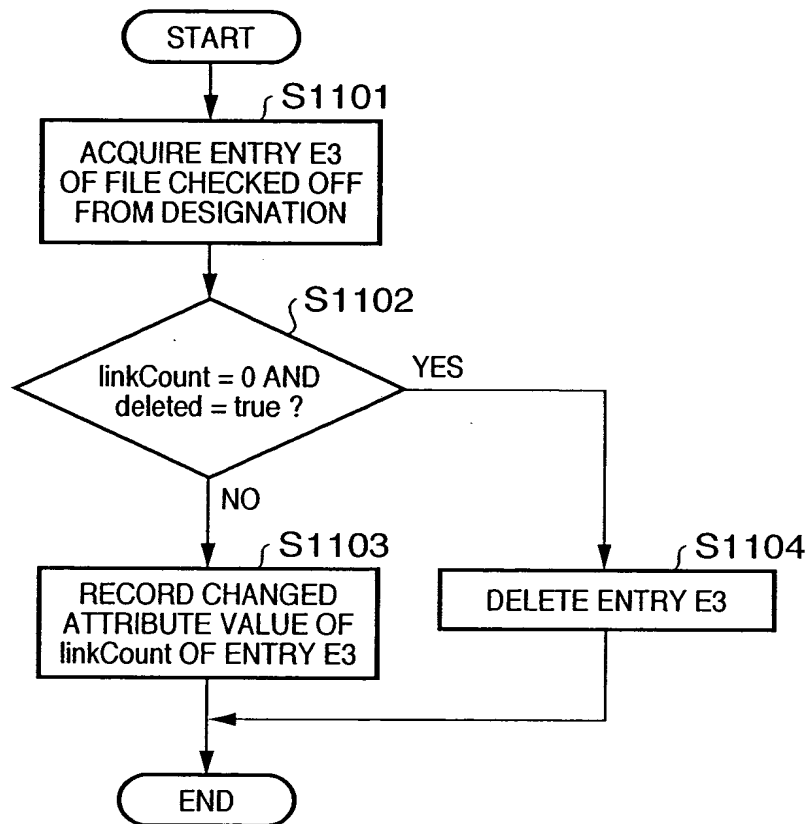 START
S1101
ACQUIRE ENTRY E3
OF FILE CHECKED OFF
FROM DESIGNATION
S1102
linkCount = 0 AND
deleted = true ?
YES
NO
S1103
RECORD CHANGED
ATTRIBUTE VALUE OF
linkCount OF ENTRY E3
S1104
DELETE ENTRY E3
END